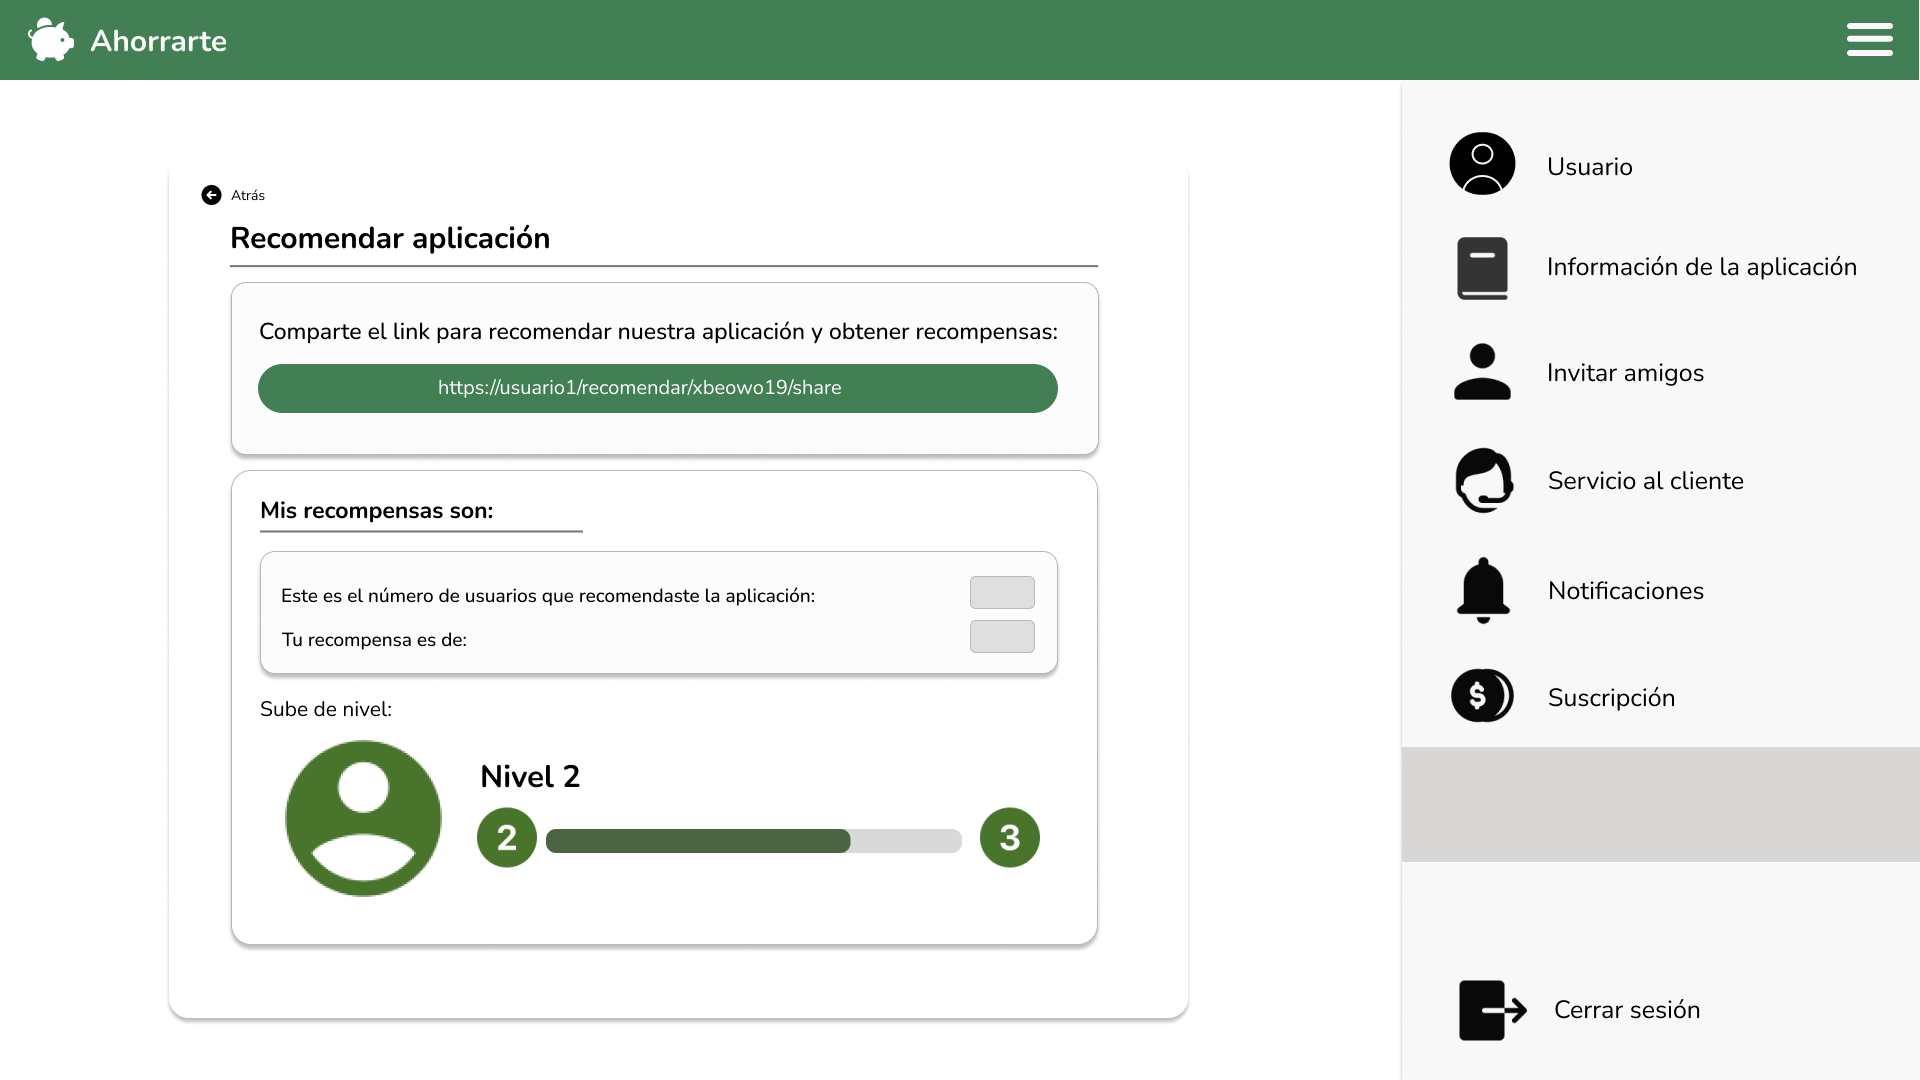 Ahorrarte
Atrás
Recomendar aplicación
Comparte el link para recomendar nuestra aplicación y obtener recompensas:
https://usuario1/recomendar/xbeowo19/share
Mis recompensas son:
Este es el número de usuarios que recomendaste la aplicación:
Tu recompensa es de:
Sube de nivel:
Nivel 2
2
3
Usuario
Información de la aplicación
Invitar amigos
Servicio al cliente
Notificaciones
$
Suscripción
Cerrar sesión